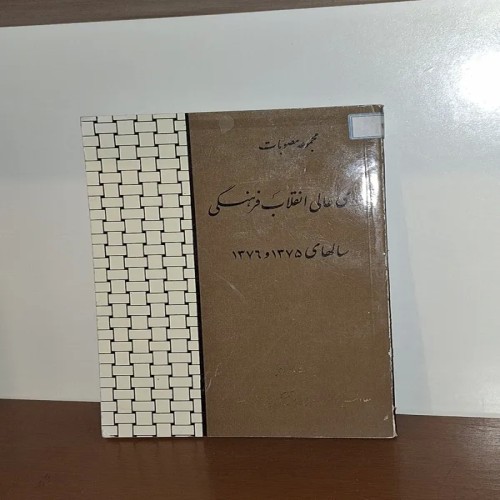 مجموعه مصوبات
عالی انقلاب فرهنگی
سالهای ۱۳۷۵ و ۱۳۷۶